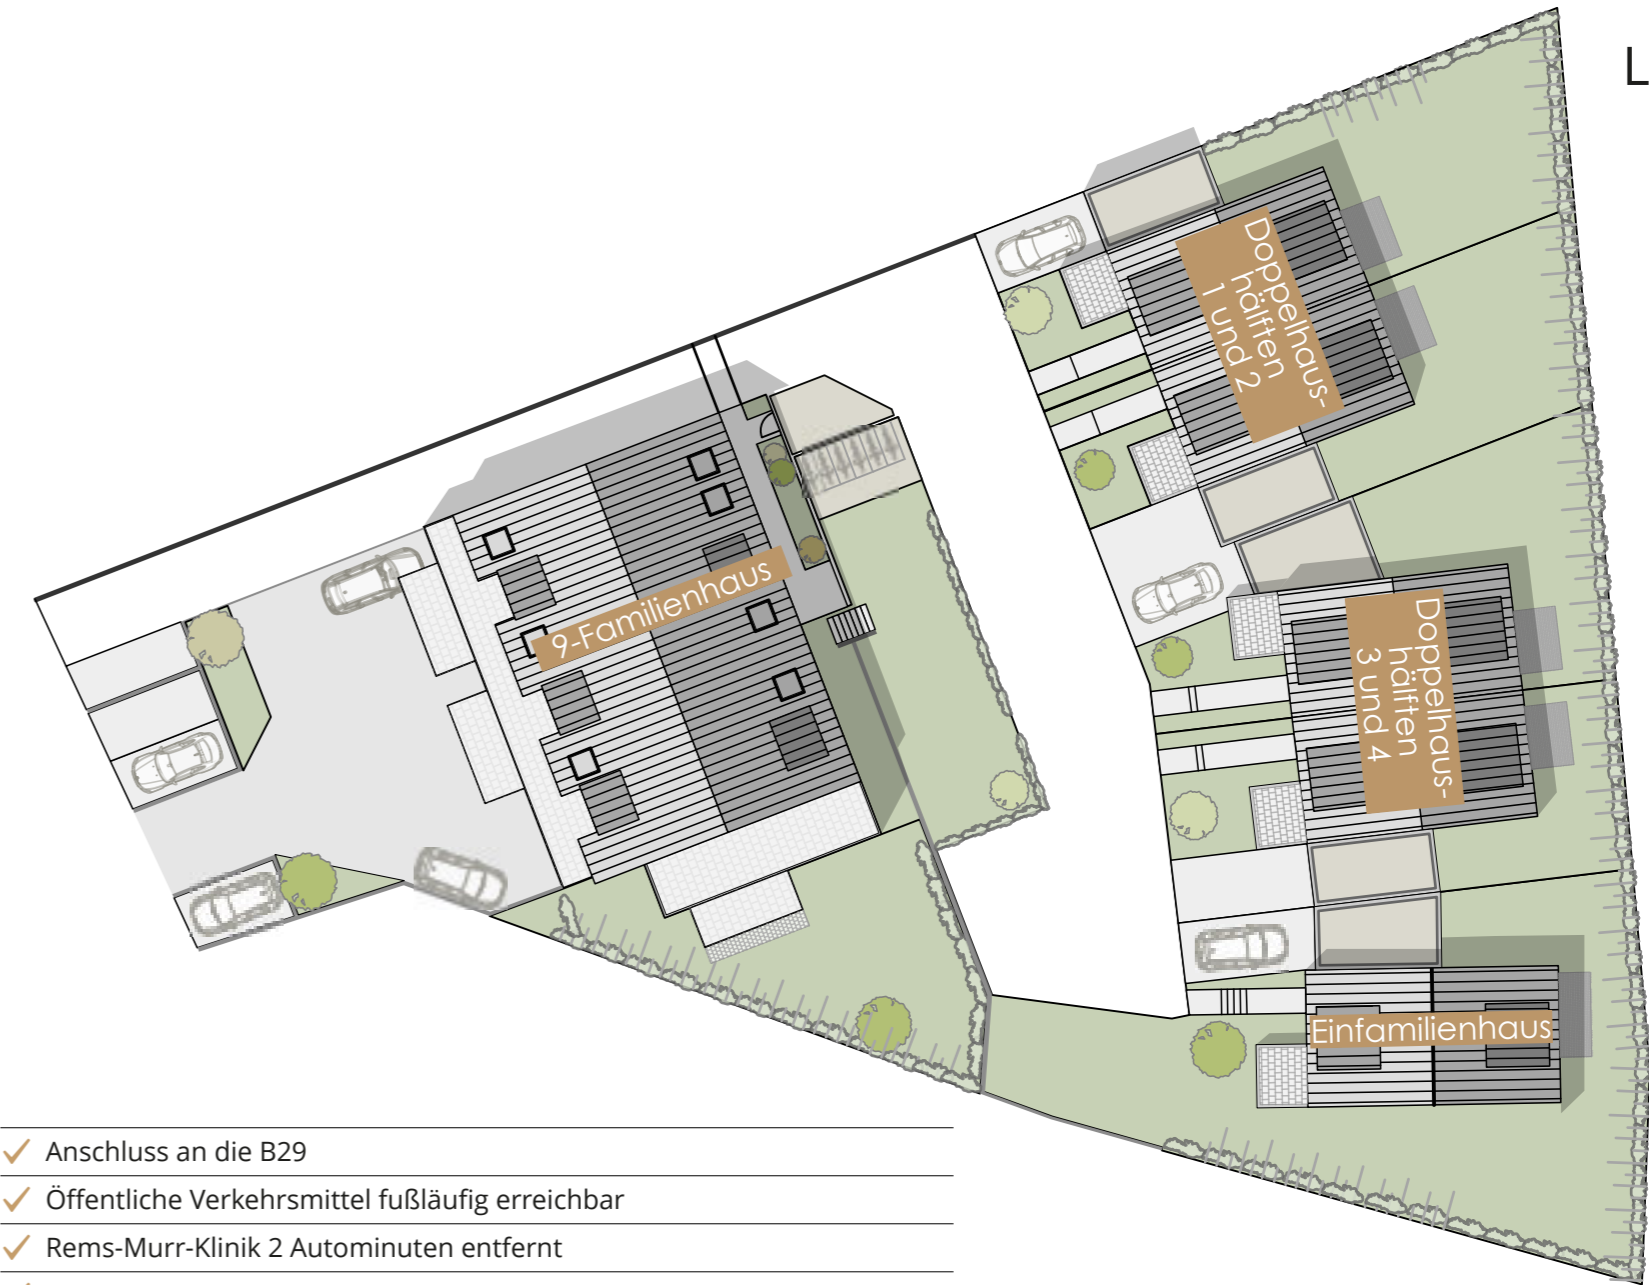 L
Doppelhaus-
hälften
1 und 2
9-Familienhaus
Doppelhaus-
hälften
3 und 4
Einfamilienhaus
Anschluss an die B29
Öffentliche Verkehrsmittel fußläufig erreichbar
Rems-Murr-Klinik 2 Autominuten entfernt